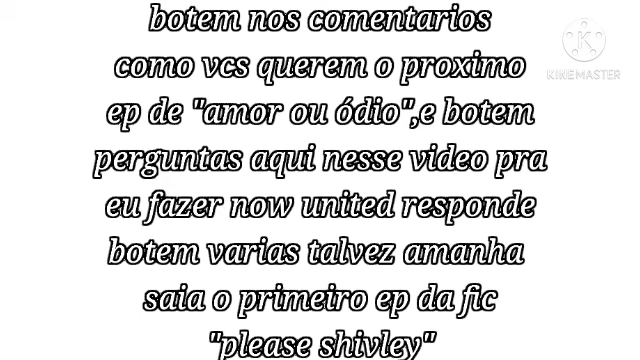 botem nos comentarios
como vcs querem o proximo
ep de "amor ou ódio",e botem
perguntas aqui nesse video pra
eu fazer now united responde
botem varias talvez amanha
saia o primeiro ep da fic
"please shivley"
KINEMASTER